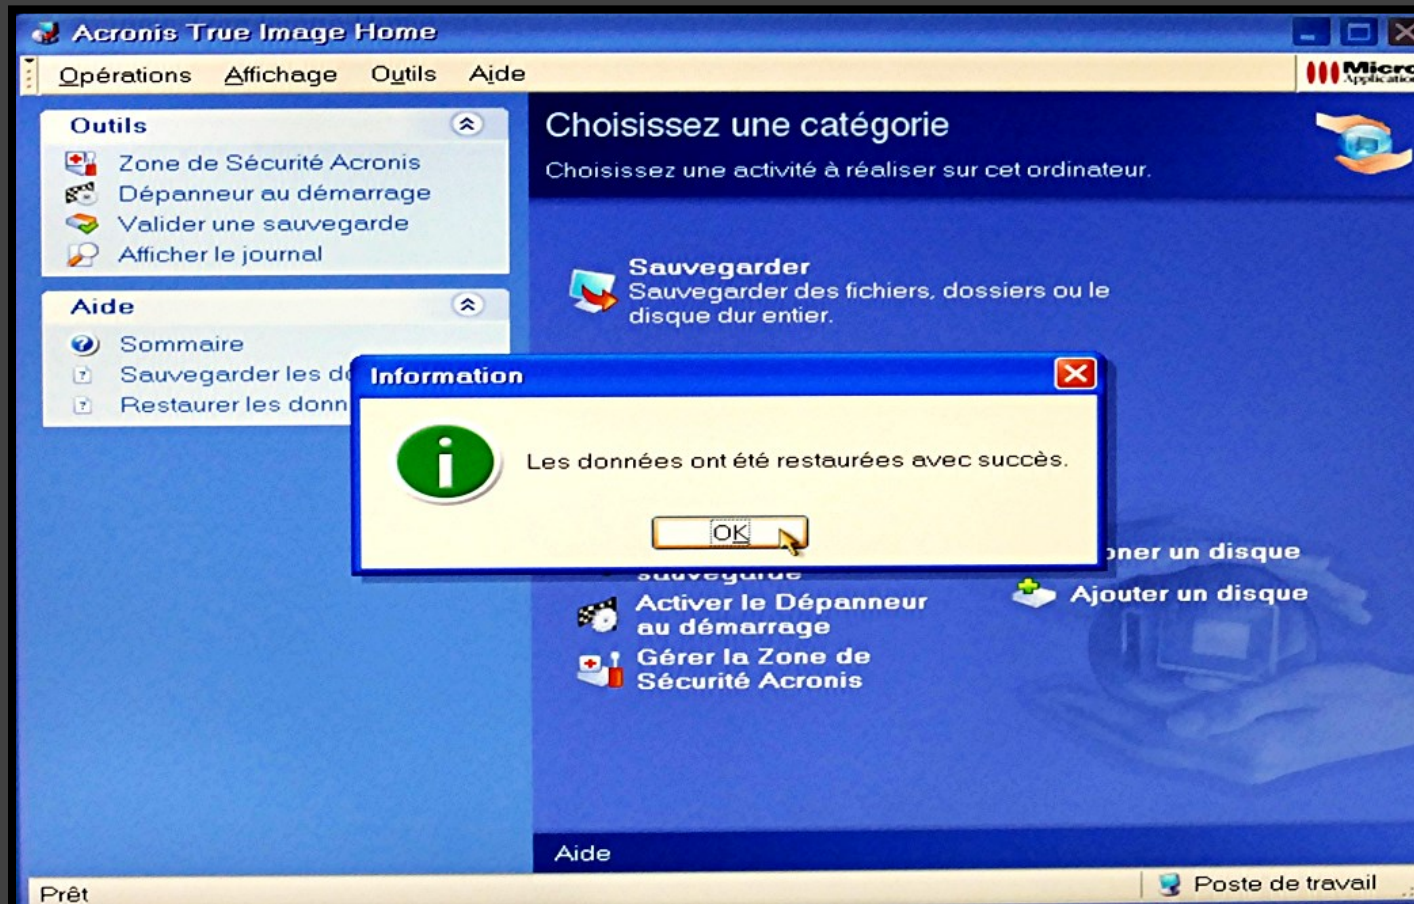 Acronis True Image Home
Opérations Affichage Outils Aide
Micro
Application
Outils
Zone de Sécurité Acronis
Dépanneur au démarrage
Valider une sauvegarde
Afficher le journal
Aide
Sommaire
Sauvegarder les d
Restaurer les donn
Choisissez une catégorie
Choisissez une activité à réaliser sur cet ordinateur.
Sauvegarder
Sauvegarder des fichiers, dossiers ou le
disque dur entier.
Information
Les données ont été restaurées avec succès.
OK
sauvegarde
Activer le Dépanneur
au démarrage
Gérer la Zone de
Sécurité Acronis
oner un disque
Ajouter un disque
Aide
Prêt
Poste de travail